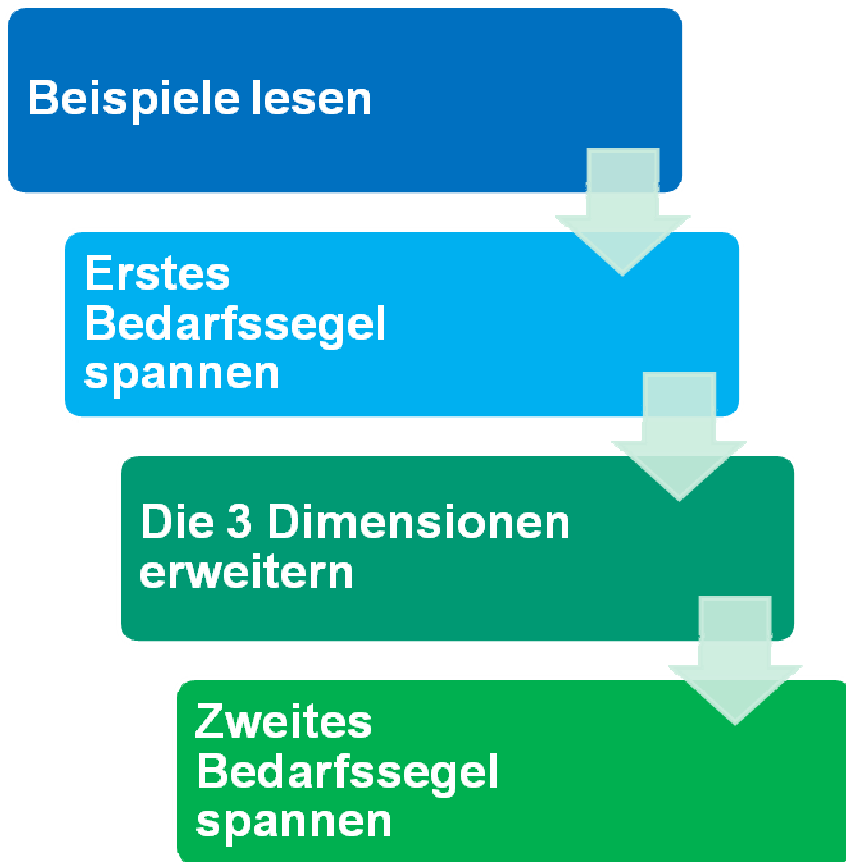 Beispiele lesen
Erstes
Bedarfssegel
spannen
Die 3 Dimensionen
erweitern
Zweites
Bedarfssegel
spannen